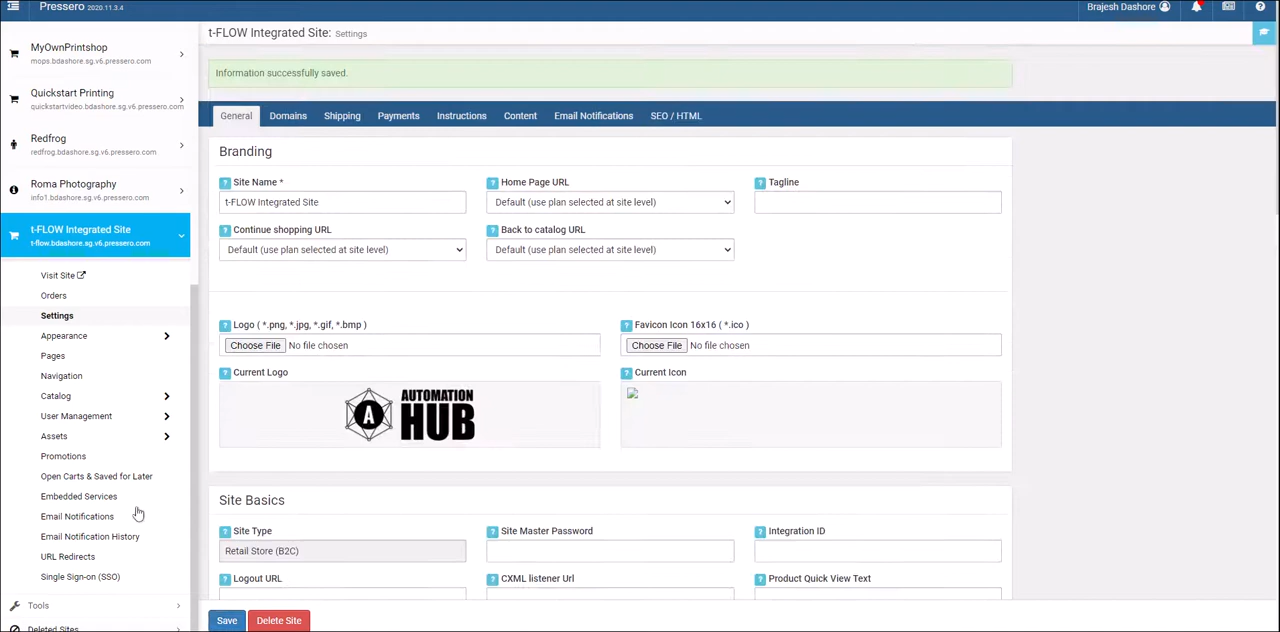 Pressero 2020.11.3.4
Brajesh Dashore
MyOwnPrintshop
mops.bdashore.sg.v6.pressero.com
Quickstart Printing
quickstartvideo.bdashore.sg.v6.pressero.com
Redfrog
redfrog.bdashore.sg.v6.pressero.com
Roma Photography
info1.bdashore.sg.v6.pressero.com
t-FLOW Integrated Site
t-flow.bdashore.sg.v6.pressero.com
Visit Site
Orders
Settings
Appearance
Pages
Navigation
Catalog
User Management
Assets
Promotions
Open Carts & Saved for Later
Embedded Services
Email Notifications
Email Notification History
URL Redirects
Single Sign-on (SSO)
Tools
Deleted Sites
t-FLOW Integrated Site: Settings
Information successfully saved.
General Domains Shipping Payments Instructions Content Email Notifications SEO / HTML
Branding
? Site Name * ? Home Page URL ? Tagline
t-FLOW Integrated Site Default (use plan selected at site level)
? Continue shopping URL ? Back to catalog URL
Default (use plan selected at site level) Default (use plan selected at site level)
? Logo ( *.png, *.jpg, *.gif, *.bmp ) ? Favicon Icon 16x16 ( *.ico )
Choose File No file chosen Choose File No file chosen
? Current Logo ? Current Icon
A AUTOMATION
HUB
Site Basics
? Site Type ? Site Master Password ? Integration ID
Retail Store (B2C)
? Logout URL ? CXML listener Url ? Product Quick View Text
Save Delete Site